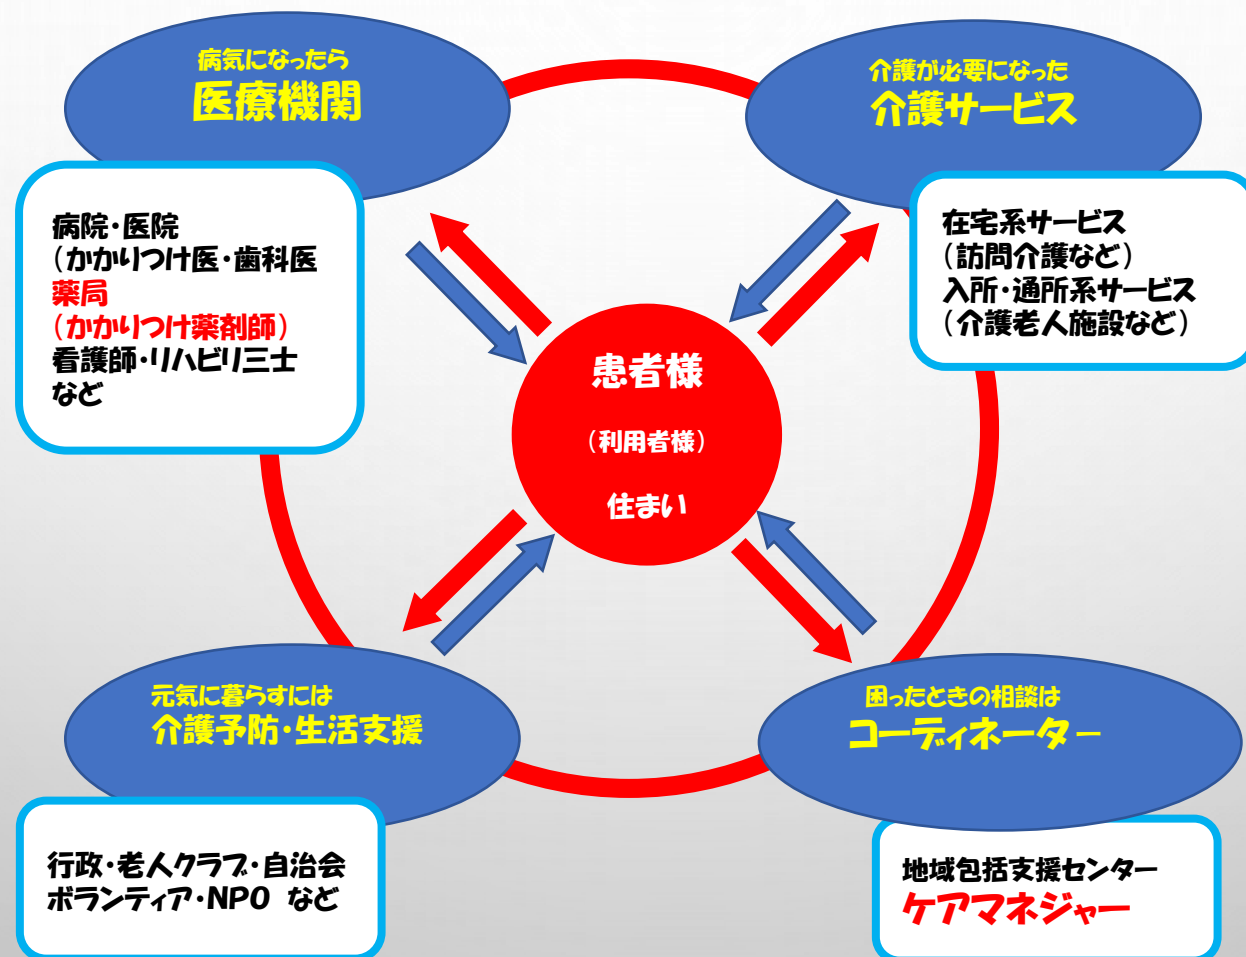 病気になったら
医療機関
病院・医院
(かかりつけ医・歯科医
薬局
(かかりつけ薬剤師)
看護師・リハビリ三士
など
介護が必要になった
介護サービス
在宅系サービス
(訪問介護など)
入所・通所系サービス
(介護老人施設など)
患者様
(利用者様)
住まい
元気に暮らすには
介護予防・生活支援
行政・老人クラブ・自治会
ボランティア・NPO など
困ったときの相談は
コーディネーター
地域包括支援センター
ケアマネジャー